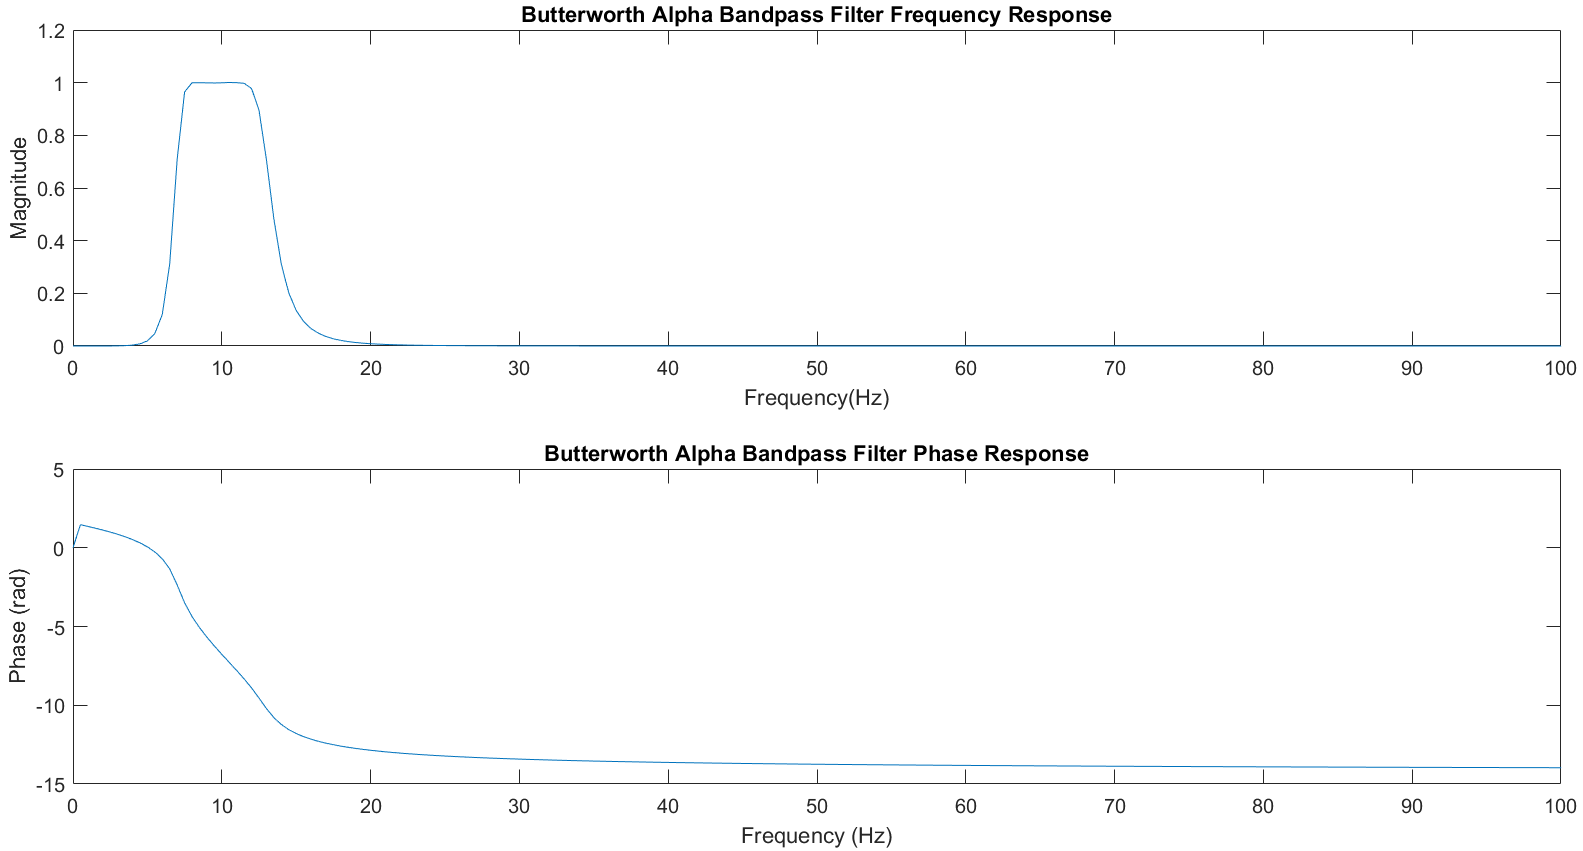 Butterworth Alpha Bandpass Filter Frequency Response
1.2
1
0.8
0.6
0.4
0.2
0
Magnitude
0 10 20 30 40 50 60 70 80 90 100
Frequency(Hz)
Butterworth Alpha Bandpass Filter Phase Response
5
0
-5
-10
-15
Phase (rad)
0 10 20 30 40 50 60 70 80 90 100
Frequency (Hz)